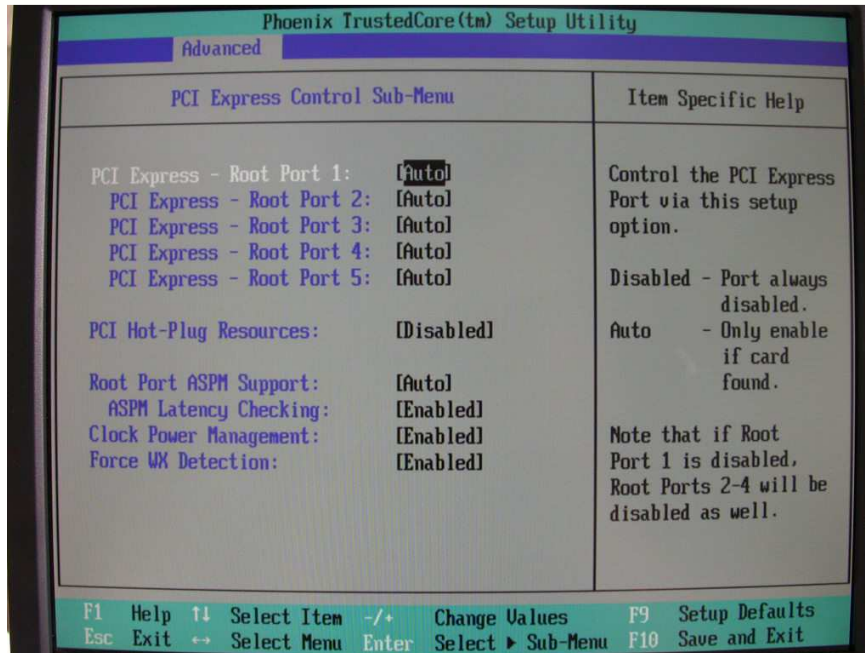 Phoenix TrustedCore(tm) Setup Utility
Advanced
PCI Express Control Sub-Menu
PCI Express - Root Port 1: [Auto]
PCI Express - Root Port 2: [Auto]
PCI Express - Root Port 3: [Auto]
PCI Express - Root Port 4: [Auto]
PCI Express - Root Port 5: [Auto]
PCI Hot-Plug Resources: [Disabled]
Root Port ASPM Support: [Auto]
ASPM Latency Checking: [Enabled]
Clock Power Management: [Enabled]
Force WX Detection: [Enabled]
Item Specific Help
Control the PCI Express
Port via this setup
option.
Disabled - Port always
disabled.
Auto - Only enable
if card
found.
Note that if Root
Port 1 is disabled,
Root Ports 2-4 will be
disabled as well.
F1 Help ↑↓ Select Item -/+ Change Values F9 Setup Defaults
Esc Exit ↔ Select Menu Enter Select ▶ Sub-Menu F10 Save and Exit